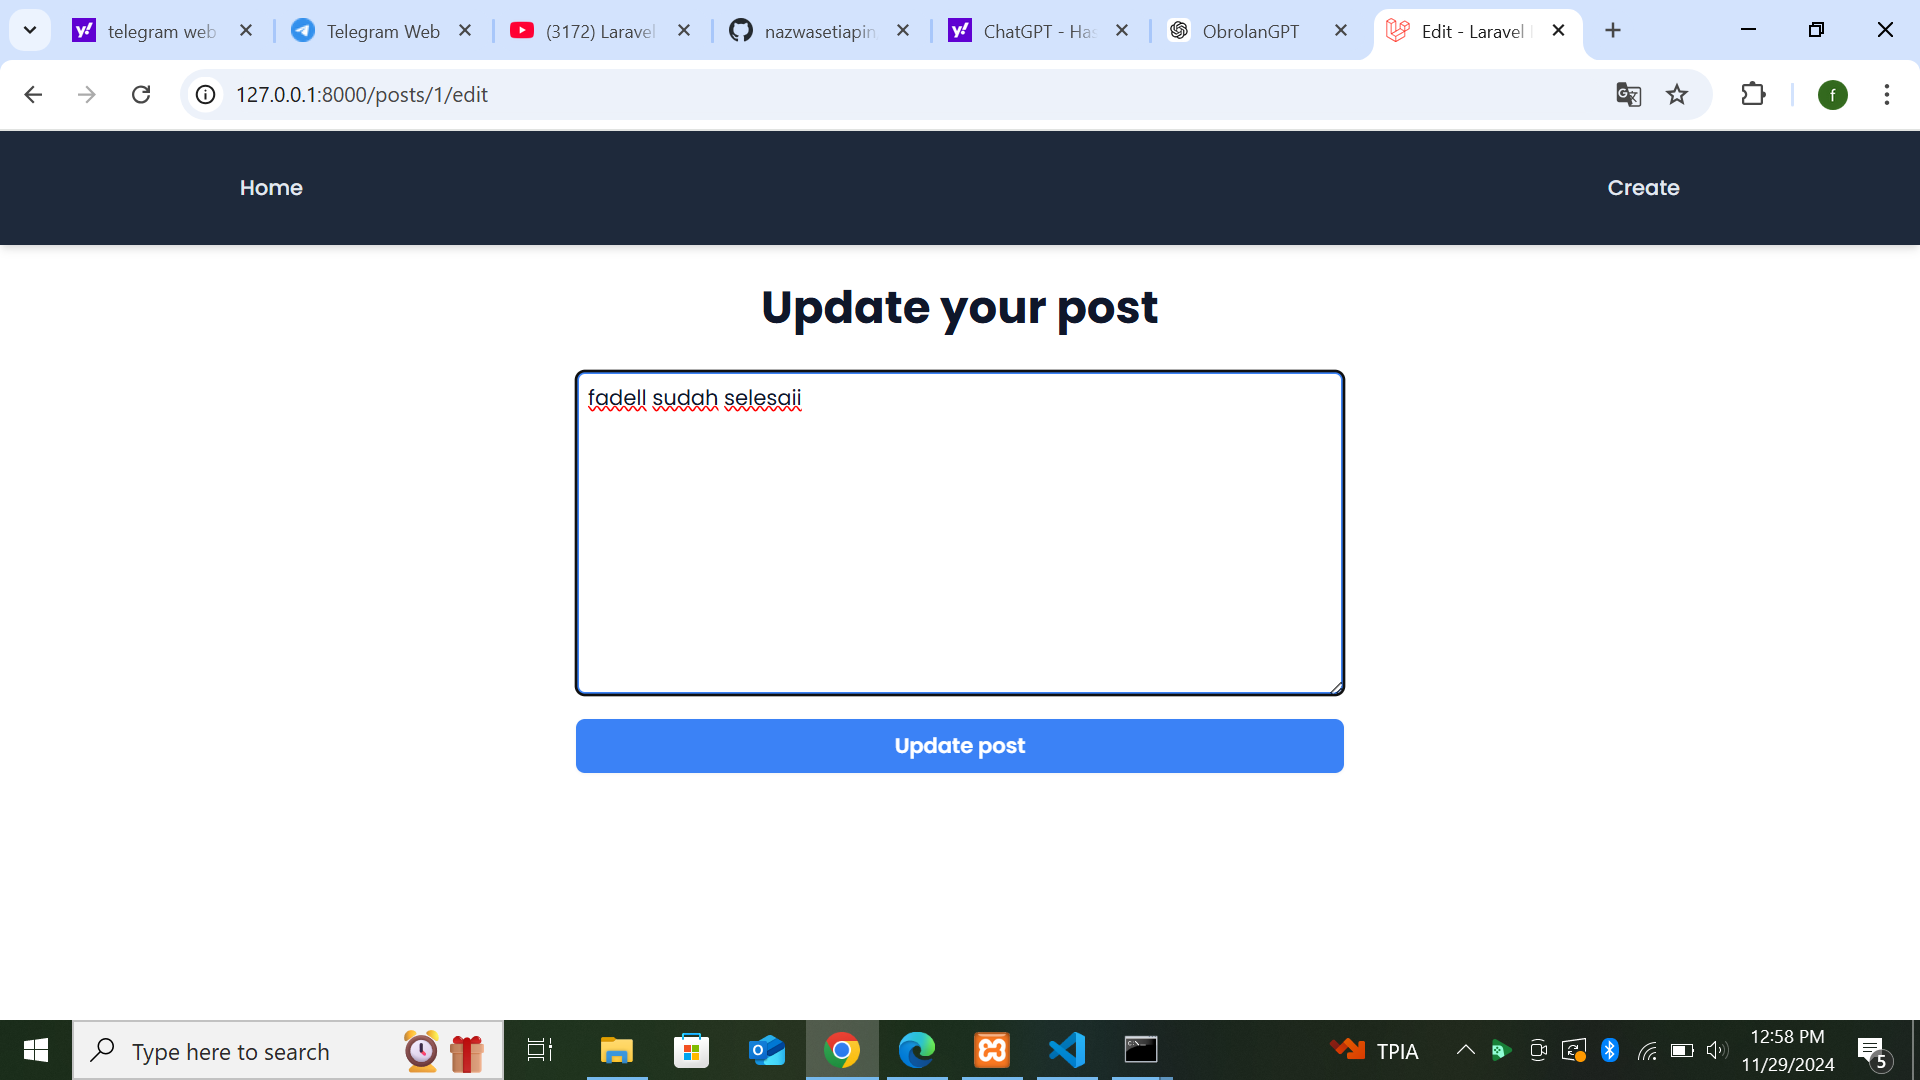 telegram web
Telegram Web
(3172) Laravel
nazwasetiapin
ChatGPT - Has
ObrolanGPT
Edit - Laravel
127.0.0.1:8000/posts/1/edit
f
Home
Create
Update your post
fadell sudah selesaii
Update post
Type here to search
TPIA
12:58 PM
11/29/2024
5